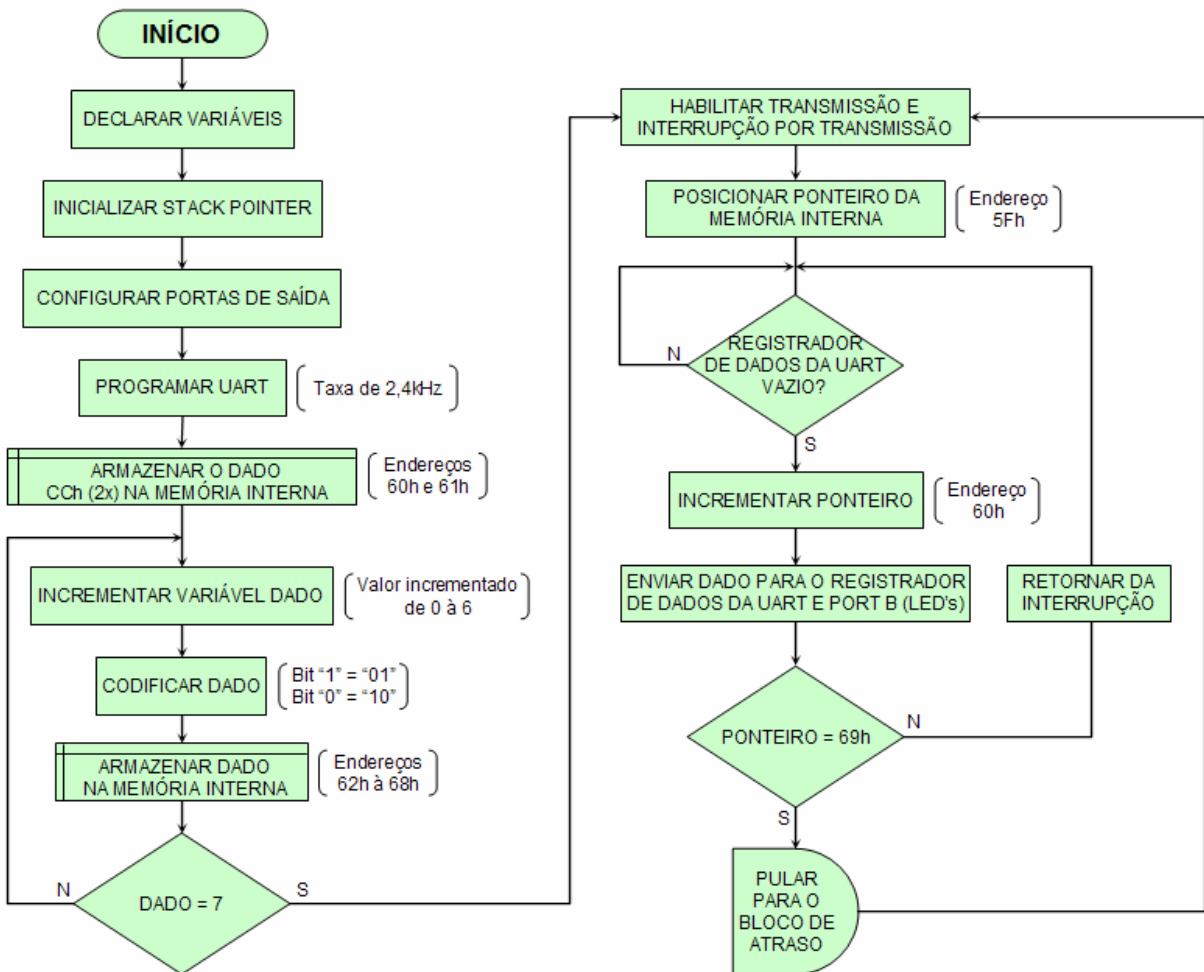 INÍCIO
DECLARAR VARIÁVEIS
INICIALIZAR STACK POINTER
CONFIGURAR PORTAS DE SAÍDA
PROGRAMAR UART
Taxa de 2,4kHz
ARMAZENAR O DADO
CCh (2x) NA MEMÓRIA INTERNA
Endereços
60h e 61h
INCREMENTAR VARIÁVEL DADO
Valor incrementado
de 0 à 6
CODIFICAR DADO
Bit “1” = “01”
Bit “0” = “10”
ARMAZENAR DADO
NA MEMÓRIA INTERNA
Endereços
62h à 68h
N
DADO = 7
S
HABILITAR TRANSMISSÃO E
INTERRUPÇÃO POR TRANSMISSÃO
POSICIONAR PONTEIRO DA
MEMÓRIA INTERNA
Endereço
5Fh
N
REGISTRADOR
DE DADOS DA UART
VAZIO?
S
INCREMENTAR PONTEIRO
Endereço
60h
ENVIAR DADO PARA O REGISTRADOR
DE DADOS DA UART E PORT B (LED's)
RETORNAR DA
INTERRUPÇÃO
PONTEIRO = 69h
N
S
PULAR
PARA O
BLOCO DE
ATRASO